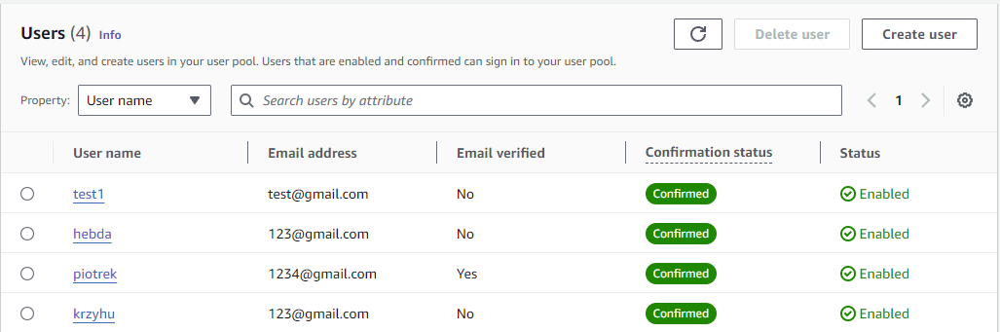 Users (4) Info
Delete user
Create user
View, edit, and create users in your user pool. Users that are enabled and confirmed can sign in to your user pool.
Property: User name Search users by attribute 1
User name Email address Email verified Confirmation status Status
test1 test@gmail.com No Confirmed Enabled
hebda 123@gmail.com No Confirmed Enabled
piotrek 1234@gmail.com Yes Confirmed Enabled
krzyhu 123@gmail.com No Confirmed Enabled